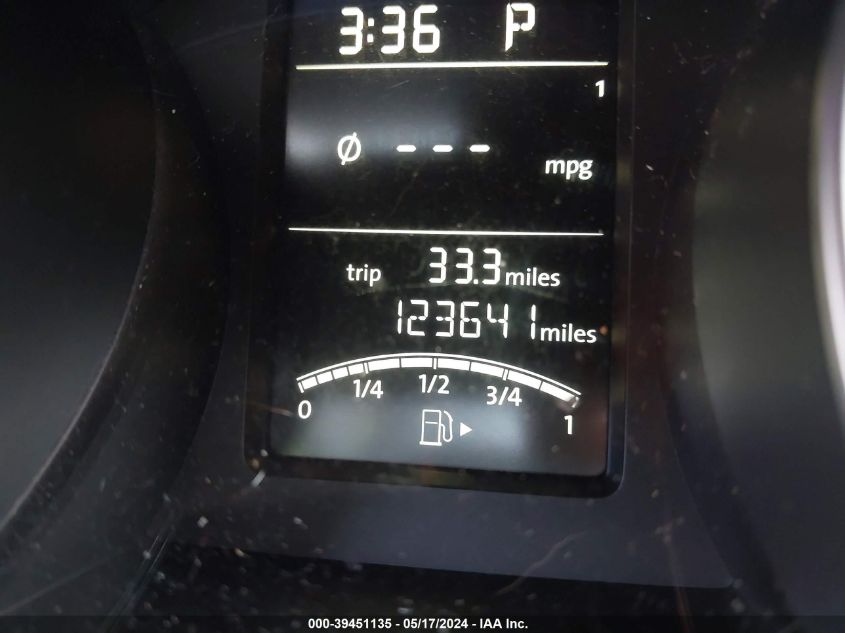 3:36 P
1
Ø --- mpg
trip 33.3 miles
123641 miles
0 1/4 1/2 3/4 1
000-39451135 - 05/17/2024 - IAA Inc.